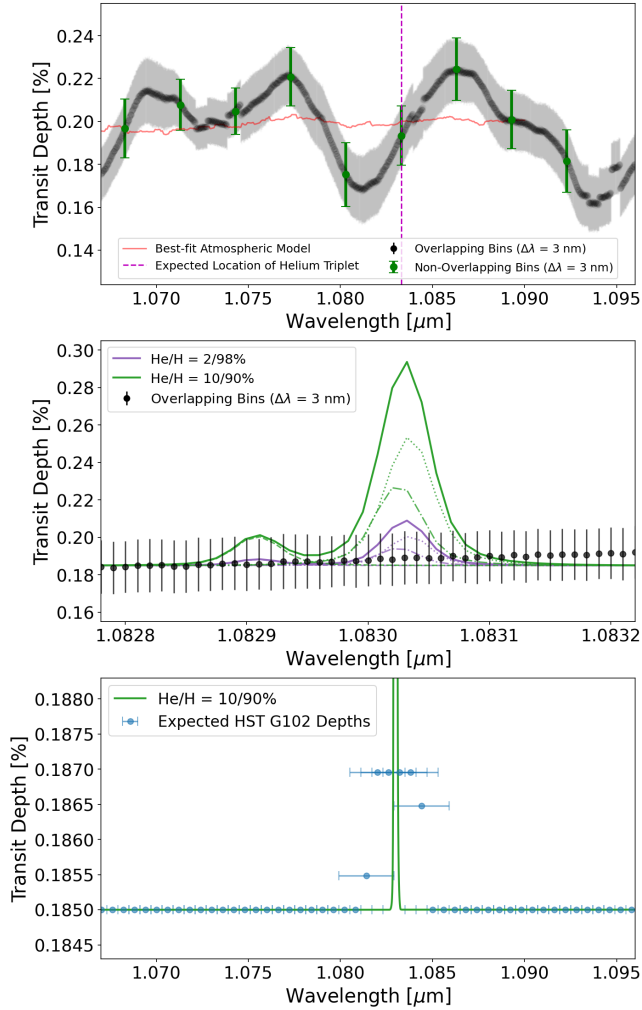 0.24
0.22
0.20
0.18
0.16
0.14
Transit Depth [%]
Best-fit Atmospheric Model
Expected Location of Helium Triplet
Overlapping Bins (Δλ = 3 nm)
Non-Overlapping Bins (Δλ = 3 nm)
1.070 1.075 1.080 1.085 1.090 1.095
Wavelength [μm]
0.30
0.28
0.26
0.24
0.22
0.20
0.18
0.16
Transit Depth [%]
He/H = 2/98%
He/H = 10/90%
Overlapping Bins (Δλ = 3 nm)
1.0828 1.0829 1.0830 1.0831 1.0832
Wavelength [μm]
0.1880
0.1875
0.1870
0.1865
0.1860
0.1855
0.1850
0.1845
Transit Depth [%]
He/H = 10/90%
Expected HST G102 Depths
1.070 1.075 1.080 1.085 1.090 1.095
Wavelength [μm]